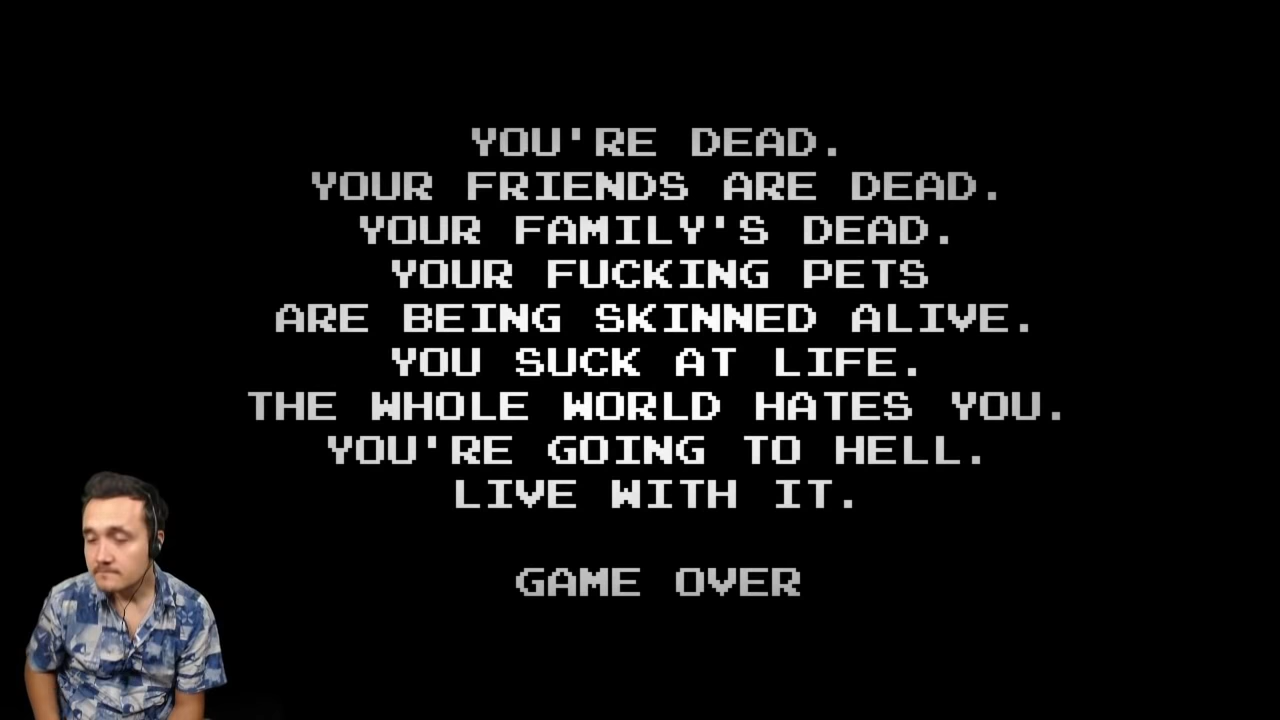 YOU'RE DEAD.
YOUR FRIENDS ARE DEAD.
YOUR FAMILY'S DEAD.
YOUR FUCKING PETS
ARE BEING SKINNED ALIVE.
YOU SUCK AT LIFE.
THE WHOLE WORLD HATES YOU.
YOU'RE GOING TO HELL.
LIVE WITH IT.
GAME OVER